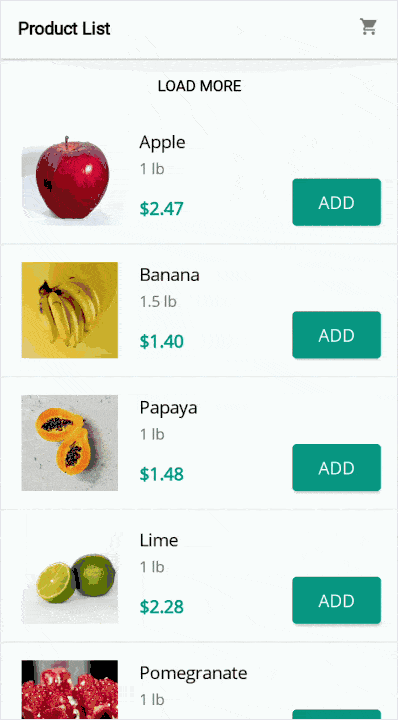 Product List
LOAD MORE
Apple
1 lb
$2.47
ADD
Banana
1.5 lb
$1.40
ADD
Papaya
1 lb
$1.48
ADD
Lime
1 lb
$2.28
ADD
Pomegranate
1 lb